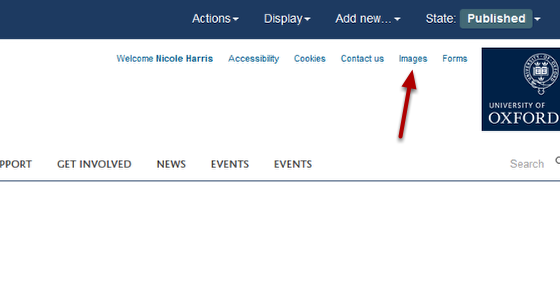 Actions Display Add new... State: Published
Welcome Nicole Harris Accessibility Cookies Contact us Images Forms
UNIVERSITY OF
OXFORD
PPORT GET INVOLVED NEWS EVENTS EVENTS Search